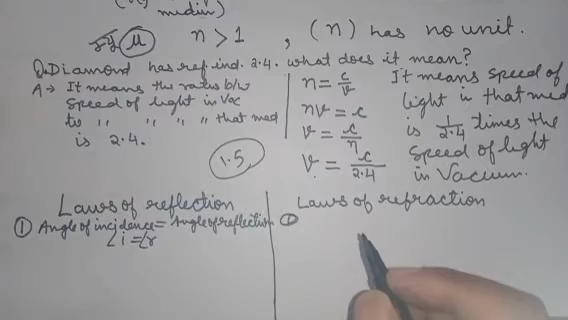 medium)
μ n > 1 , (n) has no unit.
Q. Diamond has ref. ind. 2.4. what does it mean?
A → It means the ratio b/w
Speed of light in Vac
to " " " " that med
is 2.4.
1.5,
n = c/v
nv = c
v = c/n
v = c/2.4
It means speed of
light in that med
is 1/2.4 times the
speed of light
in Vacuum.
Laws of reflection
① Angle of incidence = Angle of reflection
∠i = ∠r
Laws of refraction
①